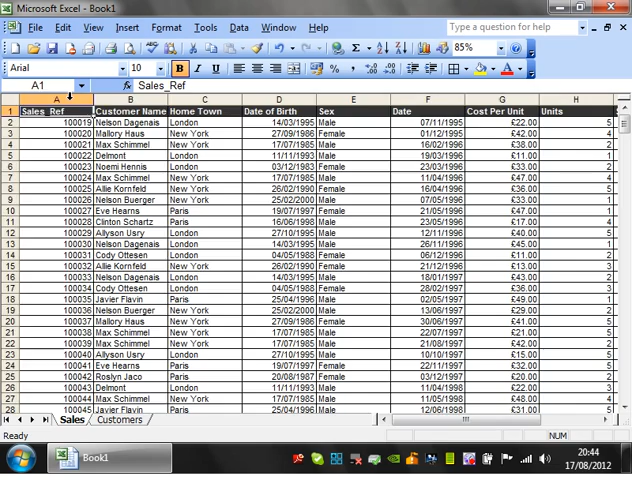 Microsoft Excel - Book1
File Edit View Insert Format Tools Data Window Help Type a question for help
85%
Arial 10 B I U
A1 fx Sales_Ref
A B C D E F G H
1 Sales_Ref Customer Name Home Town Date of Birth Sex Date Cost Per Unit Units
2 100019 Nelson Dagenais London 14/03/1995 Male 07/11/1995 £22.00 5
3 100020 Mallory Haus New York 27/09/1986 Female 01/12/1995 £42.00 4
4 100021 Max Schimmel New York 17/07/1985 Male 16/02/1996 £38.00 2
5 100022 Delmont London 11/11/1993 Male 19/03/1996 £11.00 1
6 100023 Noemi Hennis London 03/12/1983 Female 23/03/1996 £33.00 2
7 100024 Max Schimmel New York 17/07/1985 Male 11/04/1996 £47.00 4
8 100025 Allie Kornfeld New York 26/02/1990 Female 16/04/1996 £36.00 5
9 100026 Nelson Buerger New York 25/02/2000 Male 07/05/1996 £33.00 1
10 100027 Eve Hearns Paris 19/07/1997 Female 21/05/1996 £47.00 1
11 100028 Clinton Schartz Paris 16/06/1998 Male 23/05/1996 £17.00 4
12 100029 Allyson Usry London 27/10/1995 Male 12/11/1996 £40.00 5
13 100030 Nelson Dagenais London 14/03/1995 Male 26/11/1996 £45.00 1
14 100031 Cody Ottesen London 04/05/1988 Female 06/12/1996 £11.00 2
15 100032 Allie Kornfeld New York 26/02/1990 Female 21/12/1996 £13.00 3
16 100033 Nelson Dagenais London 14/03/1995 Male 18/01/1997 £43.00 2
17 100034 Cody Ottesen London 04/05/1988 Female 28/02/1997 £36.00 3
18 100035 Javier Flavin Paris 25/04/1996 Male 02/05/1997 £49.00 1
19 100036 Nelson Buerger New York 25/02/2000 Male 13/06/1997 £29.00 2
20 100037 Mallory Haus New York 27/09/1986 Female 30/06/1997 £41.00 5
21 100038 Max Schimmel New York 17/07/1985 Male 22/07/1997 £21.00 5
22 100039 Max Schimmel New York 17/07/1985 Male 21/08/1997 £42.00 2
23 100040 Allyson Usry London 27/10/1995 Male 10/10/1997 £15.00 5
24 100041 Eve Hearns Paris 19/07/1997 Female 22/11/1997 £32.00 5
25 100042 Roslyn Jaco Paris 20/08/1997 Female 03/12/1997 £20.00 2
26 100043 Delmont London 11/11/1993 Male 11/04/1998 £22.00 3
27 100044 Max Schimmel New York 17/07/1985 Male 11/05/1998 £48.00 4
28 100045 Javier Flavin Paris 25/04/1996 Male 12/06/1998 £31.00 5
Sales Customers
Ready NUM
Book1 20:44
17/08/2012